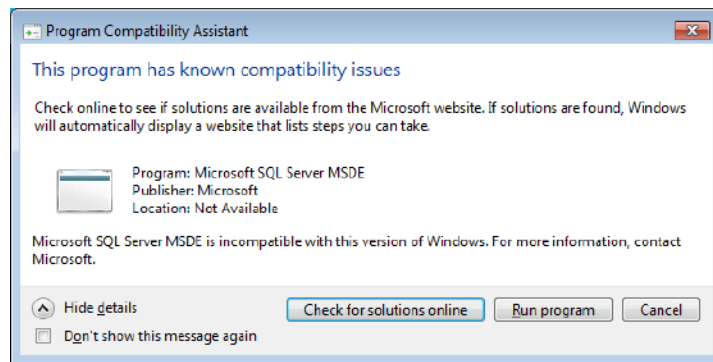 Program Compatibility Assistant
This program has known compatibility issues
Check online to see if solutions are available from the Microsoft website. If solutions are found, Windows
will automatically display a website that lists steps you can take.
Program: Microsoft SQL Server MSDE
Publisher: Microsoft
Location: Not Available
Microsoft SQL Server MSDE is incompatible with this version of Windows. For more information, contact
Microsoft.
Hide details
Check for solutions online
Run program
Cancel
Don't show this message again